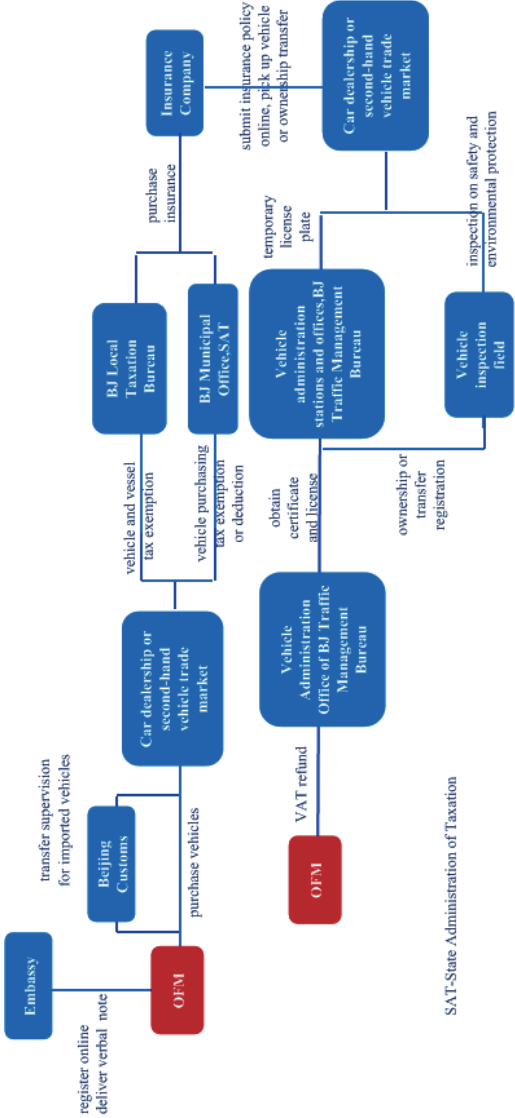 Embassy
register online
deliver verbal note
OFM
transfer supervision
for imported vehicles
Beijing
Customs
purchase vehicles
Car dealership or
second-hand
vehicle trade
market
vehicle and vessel
tax exemption
vehicle purchasing
tax exemption
or deduction
BJ Local
Taxation
Bureau
BJ Municipal
Office,SAT
purchase
insurance
Insurance
Company
submit insurance policy
online, pick up vehicle
or ownership transfer
Car dealership or
second-hand
vehicle trade
market
temporary
license
plate
inspection on safety and
environmental protection
Vehicle
administration
stations and offices,BJ
Traffic Management
Bureau
Vehicle
inspection
field
obtain
certificate
and license
ownership or
transfer
registration
Vehicle
Administration
Office of BJ Traffic
Management
Bureau
VAT refund
OFM
SAT-State Administration of Taxation